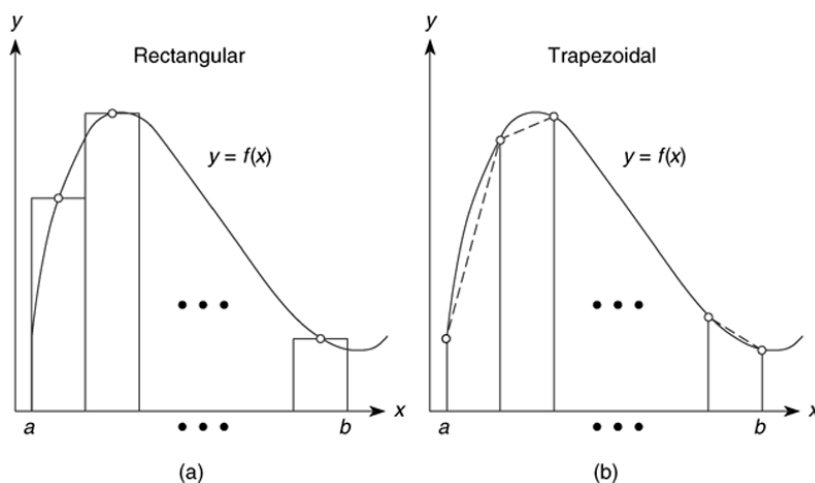 y
Rectangular
y = f(x)
a
b
x
(a)
y
Trapezoidal
y = f(x)
a
b
x
(b)